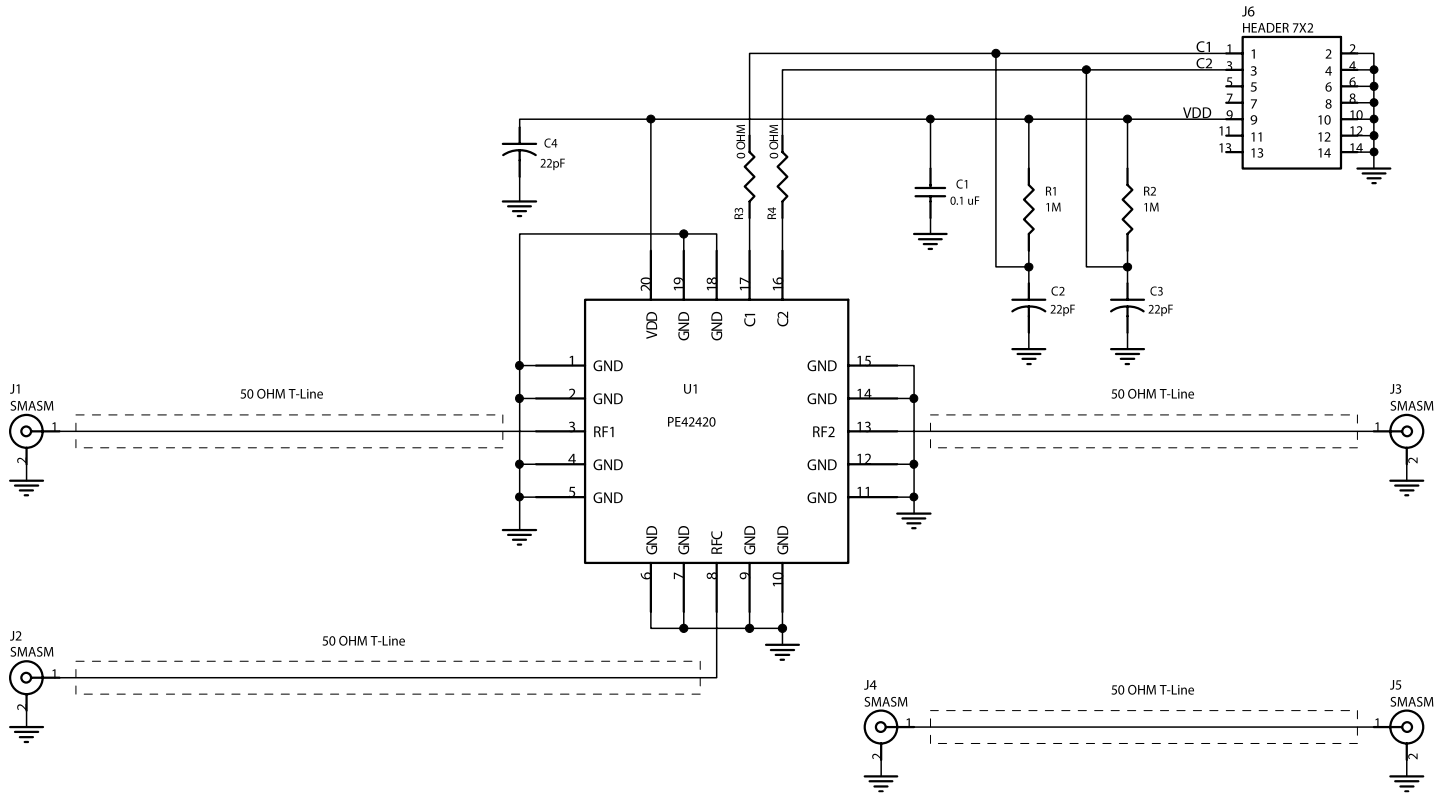 J6
HEADER 7X2
C1 1 1 2 2
C2 3 3 4 4
5 5 6 6
7 7 8 8
VDD 9 9 10 10
11 11 12 12
13 13 14 14
C4
22pF
0 OHM
0 OHM
R3
R4
C1
0.1 uF
R1
1M
R2
1M
C2
22pF
C3
22pF
20
19
18
17
16
VDD
GND
GND
C1
C2
1 GND
2 GND
3 RF1
4 GND
5 GND
U1
PE42420
GND 15
GND 14
RF2 13
GND 12
GND 11
GND
GND
RFC
GND
GND
6
7
8
9
10
J1
SMASM
1
2
50 OHM T-Line
50 OHM T-Line
J3
SMASM
1
2
J2
SMASM
1
2
50 OHM T-Line
J4
SMASM
1
2
50 OHM T-Line
J5
SMASM
1
2